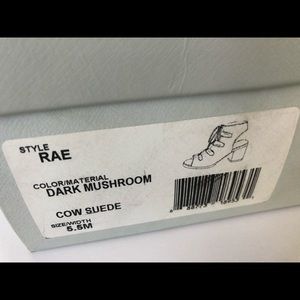 STYLE
RAE
COLOR/MATERIAL
DARK MUSHROOM
COW SUEDE
SIZE/WIDTH
5.5M